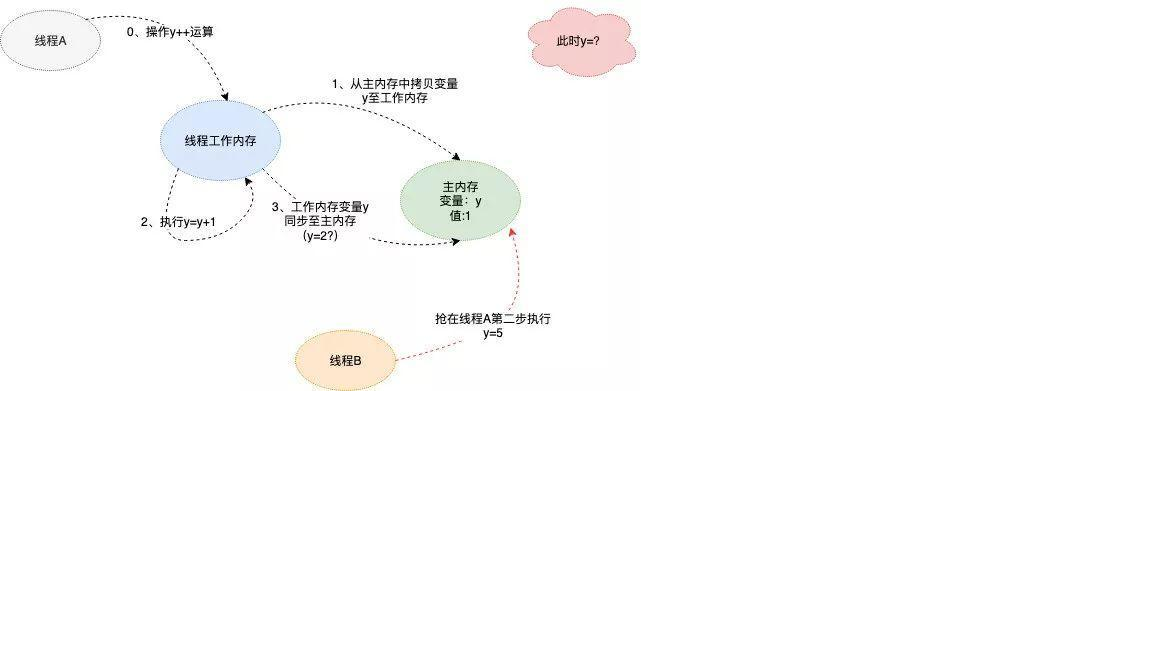 线程A
0、操作y++运算
此时y=?
1、从主内存中拷贝变量
y至工作内存
线程工作内存
主内存
变量：y
值:1
2、执行y=y+1
3、工作内存变量y
同步至主内存
（y=2?）
抢在线程A第二步执行
y=5
线程B